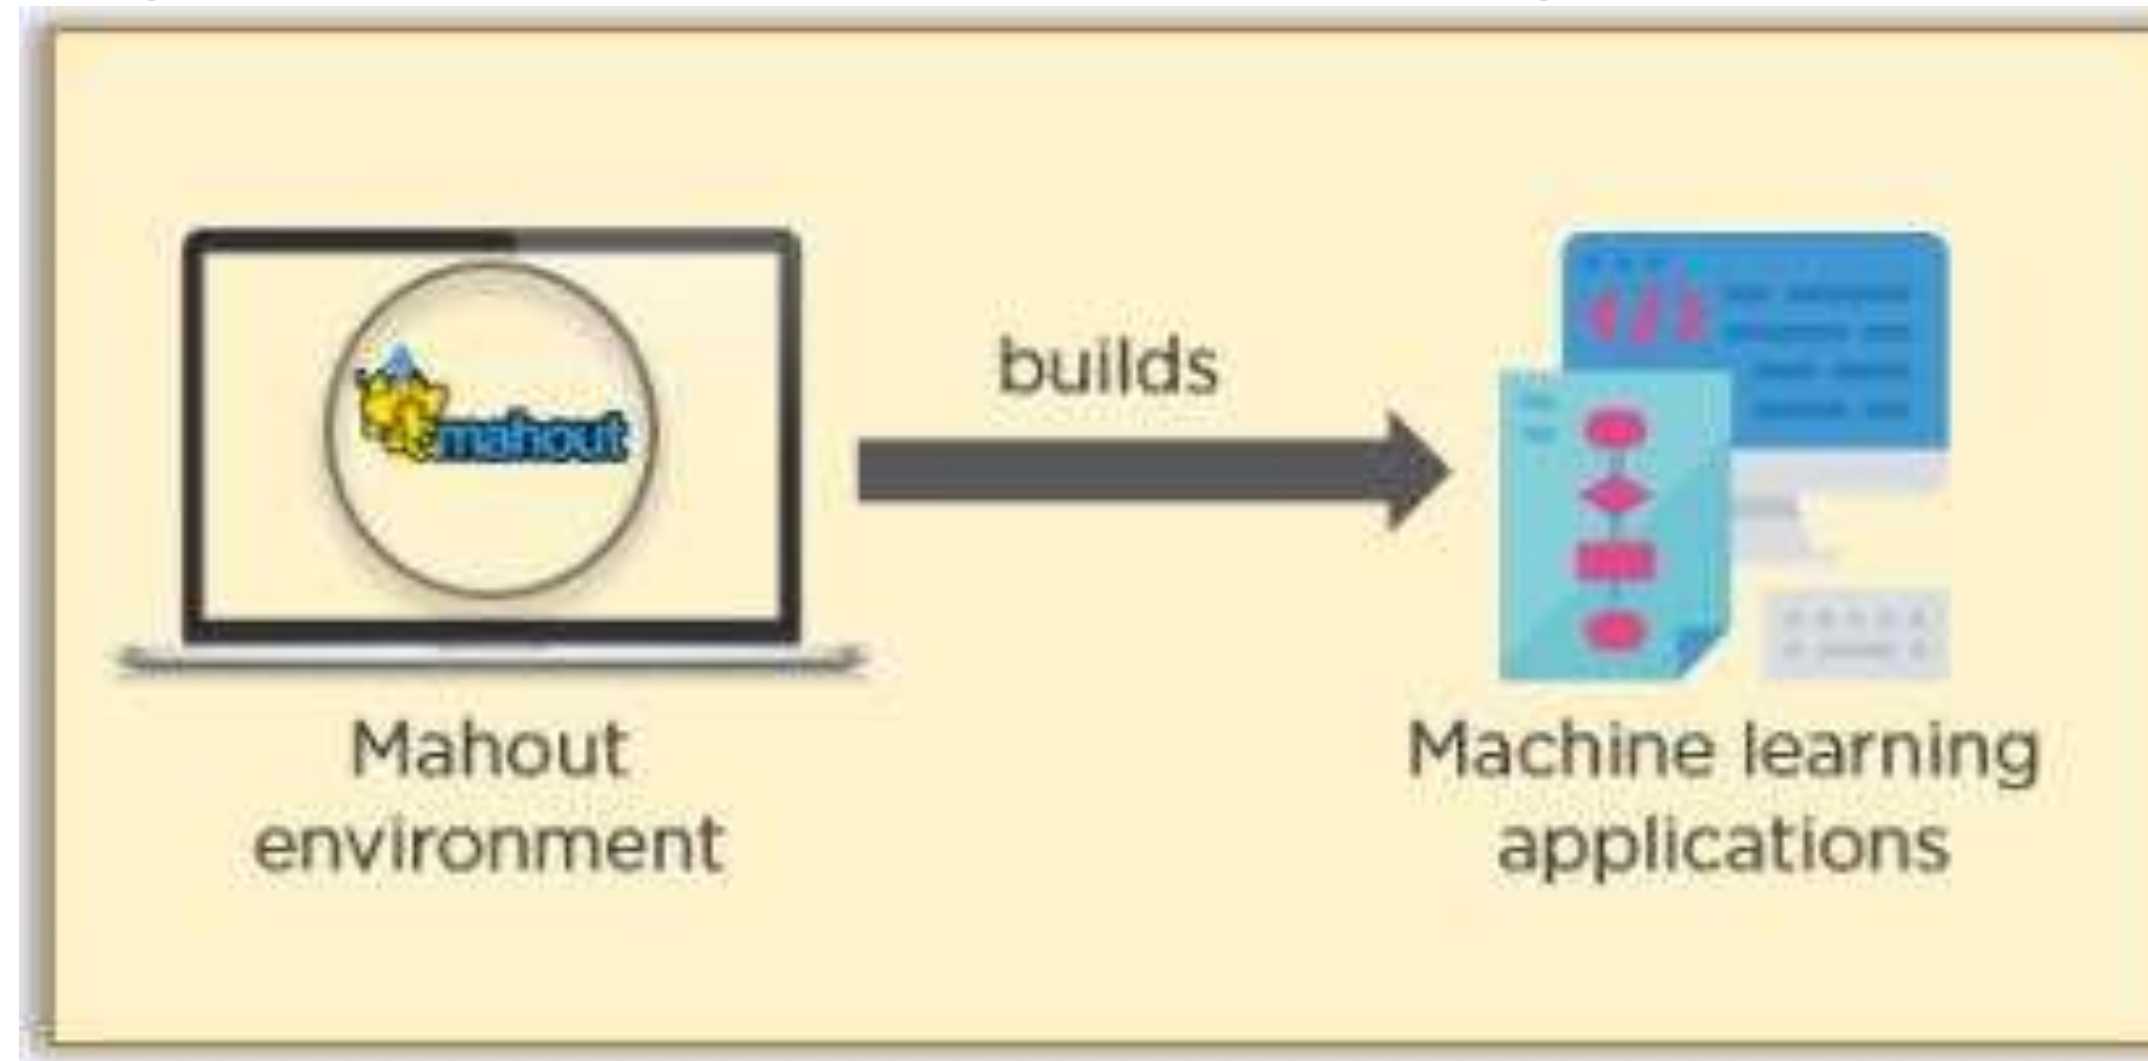 mahout
builds
Mahout
environment
Machine learning
applications